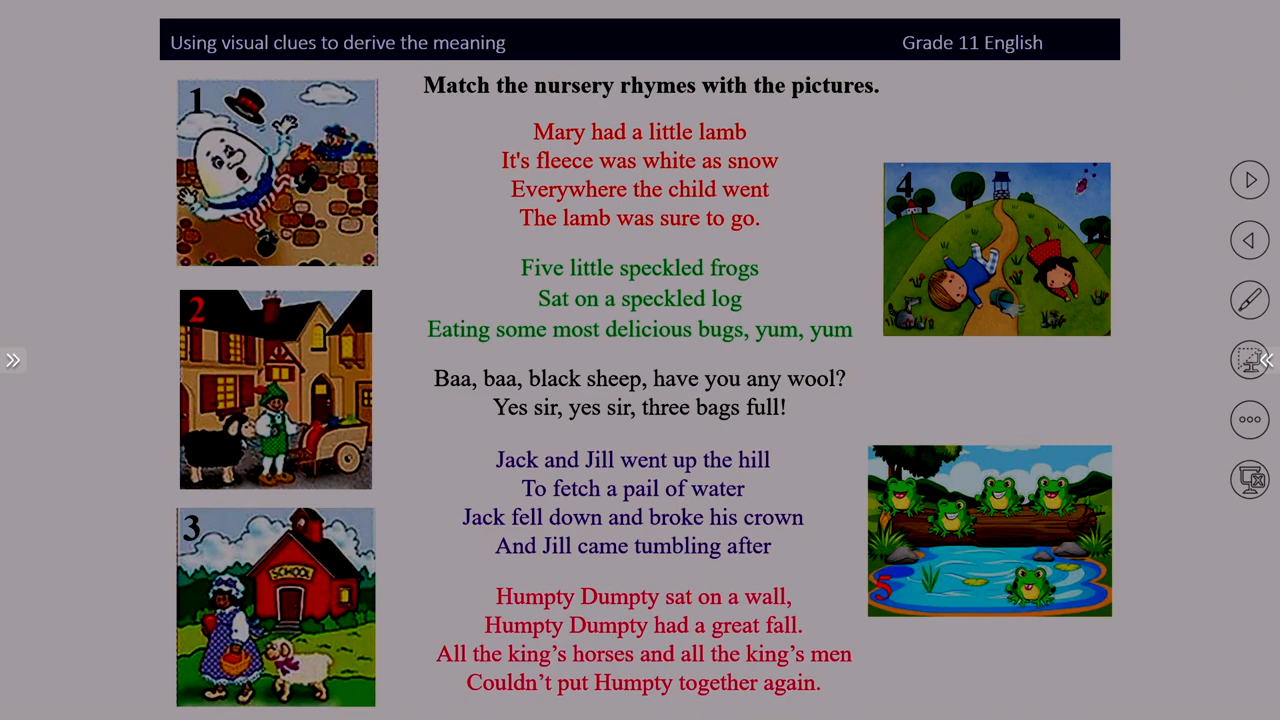 Using visual clues to derive the meaning
Grade 11 English
Match the nursery rhymes with the pictures.
1
2
3
SCHOOL
Mary had a little lamb
It's fleece was white as snow
Everywhere the child went
The lamb was sure to go.
Five little speckled frogs
Sat on a speckled log
Eating some most delicious bugs, yum, yum
Baa, baa, black sheep, have you any wool?
Yes sir, yes sir, three bags full!
Jack and Jill went up the hill
To fetch a pail of water
Jack fell down and broke his crown
And Jill came tumbling after
Humpty Dumpty sat on a wall,
Humpty Dumpty had a great fall.
All the king’s horses and all the king’s men
Couldn’t put Humpty together again.
4
5